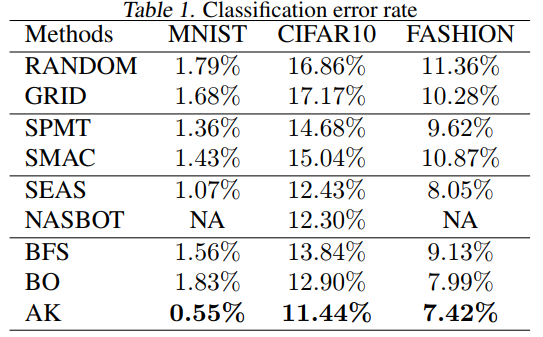 Table 1. Classification error rate
Methods MNIST CIFAR10 FASHION
RANDOM 1.79% 16.86% 11.36%
GRID 1.68% 17.17% 10.28%
SPMT 1.36% 14.68% 9.62%
SMAC 1.43% 15.04% 10.87%
SEAS 1.07% 12.43% 8.05%
NASBOT NA 12.30% NA
BFS 1.56% 13.84% 9.13%
BO 1.83% 12.90% 7.99%
AK 0.55% 11.44% 7.42%